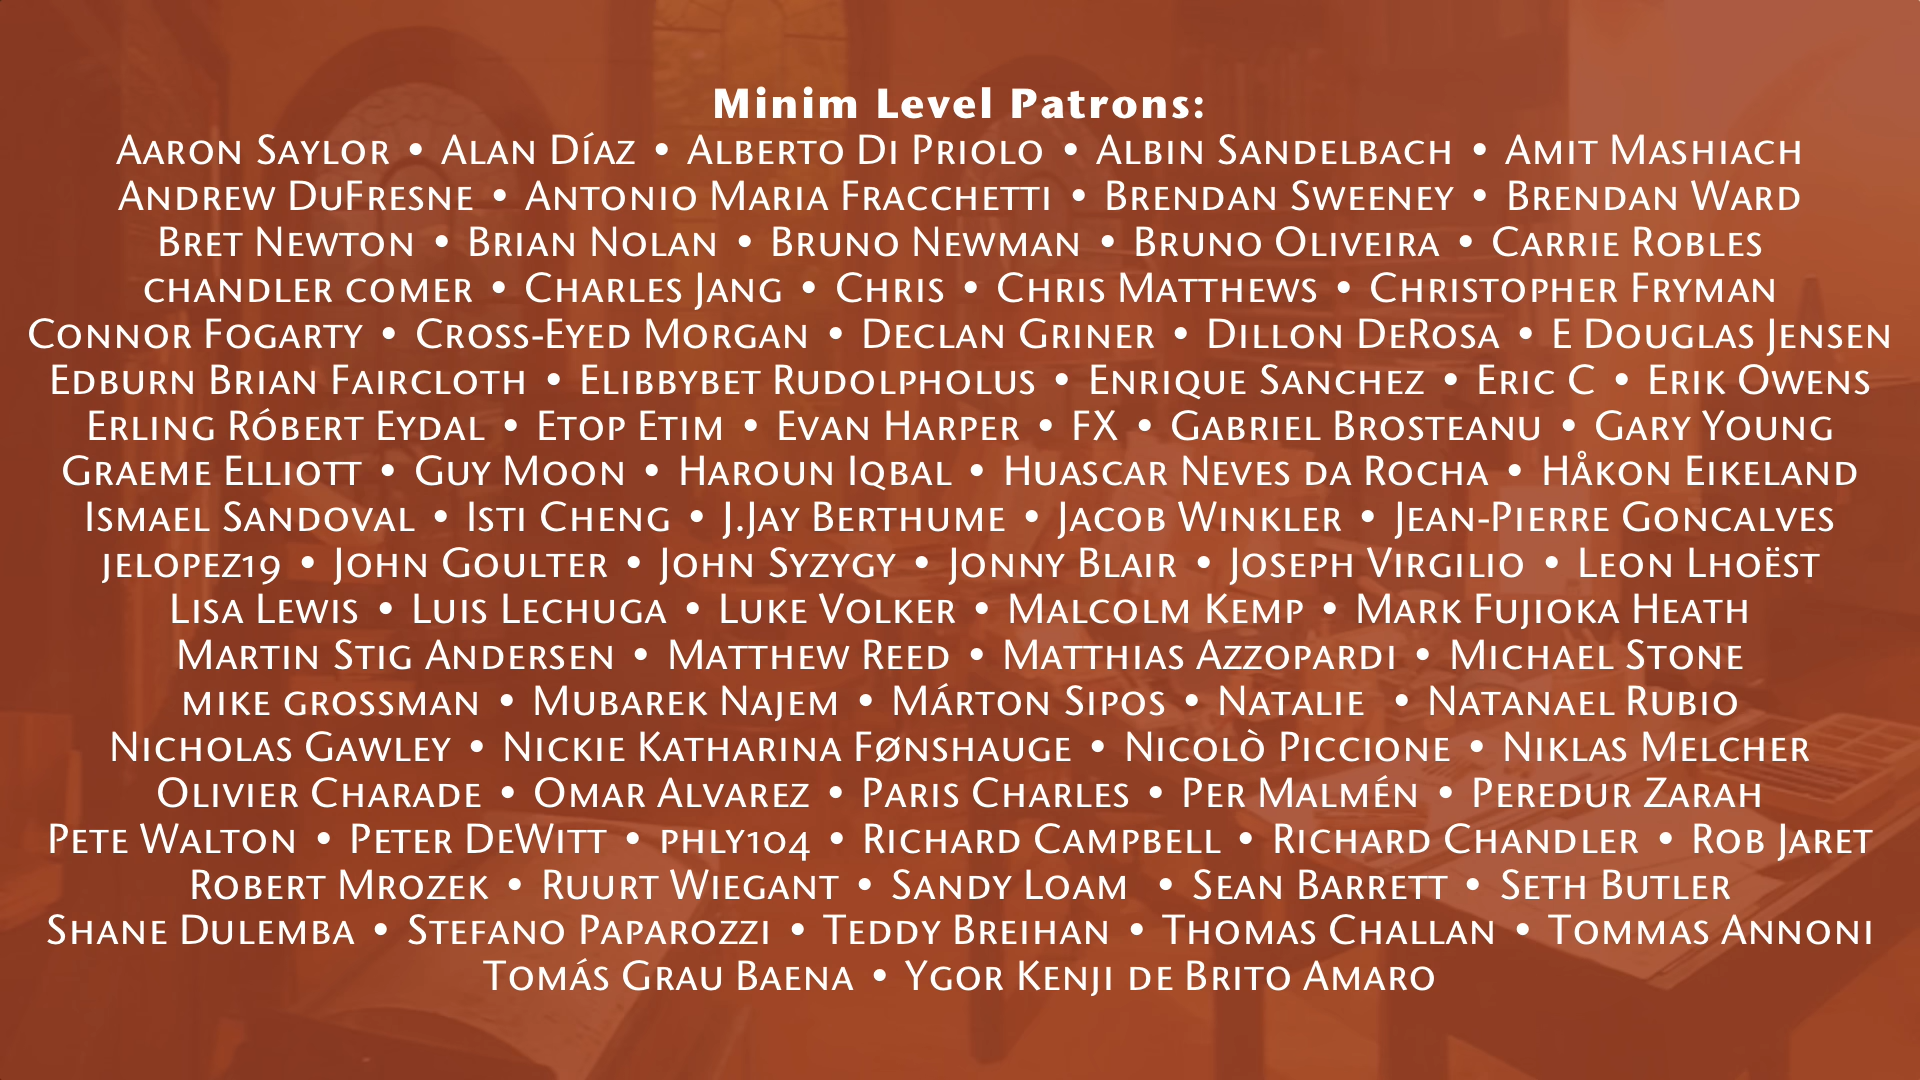 Minim Level Patrons:
Aaron Saylor • Alan Díaz • Alberto Di Priolo • Albin Sandelbach • Amit Mashiach
Andrew DuFresne • Antonio Maria Fracchetti • Brendan Sweeney • Brendan Ward
Bret Newton • Brian Nolan • Bruno Newman • Bruno Oliveira • Carrie Robles
chandler comer • Charles Jang • Chris • Chris Matthews • Christopher Fryman
Connor Fogarty • Cross-Eyed Morgan • Declan Griner • Dillon DeRosa • E Douglas Jensen
Edburn Brian Faircloth • Elibbybet Rudolpholus • Enrique Sanchez • Eric C • Erik Owens
Erling Róbert Eydal • Etop Etim • Evan Harper • FX • Gabriel Brosteanu • Gary Young
Graeme Elliott • Guy Moon • Haroun Iqbal • Huascar Neves da Rocha • Håkon Eikeland
Ismael Sandoval • Isti Cheng • J.Jay Berthume • Jacob Winkler • Jean-Pierre Goncalves
jelopez19 • John Goulter • John Syzygy • Jonny Blair • Joseph Virgilio • Leon Lhoëst
Lisa Lewis • Luis Lechuga • Luke Volker • Malcolm Kemp • Mark Fujioka Heath
Martin Stig Andersen • Matthew Reed • Matthias Azzopardi • Michael Stone
mike grossman • Mubarek Najem • Márton Sipos • Natalie • Natanael Rubio
Nicholas Gawley • Nickie Katharina Fønshauge • Nicolò Piccione • Niklas Melcher
Olivier Charade • Omar Alvarez • Paris Charles • Per Malmén • Peredur Zarah
Pete Walton • Peter DeWitt • phly104 • Richard Campbell • Richard Chandler • Rob Jaret
Robert Mrozek • Ruurt Wiegant • Sandy Loam • Sean Barrett • Seth Butler
Shane Dulemba • Stefano Paparozzi • Teddy Breihan • Thomas Challan • Tommas Annoni
Tomás Grau Baena • Ygor Kenji de Brito Amaro